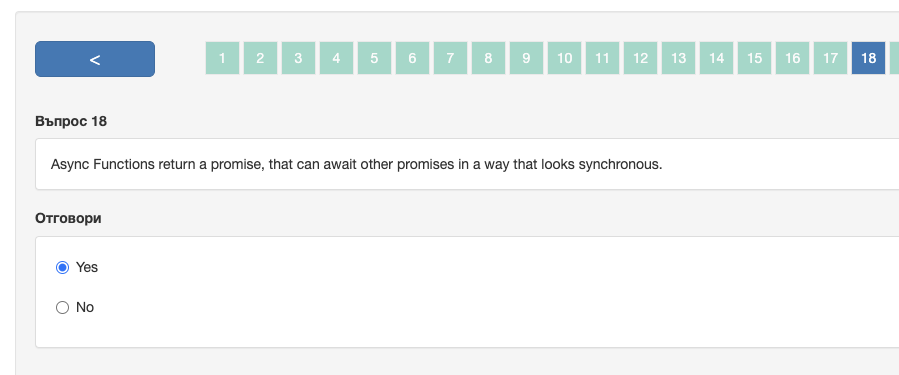 < 1 2 3 4 5 6 7 8 9 10 11 12 13 14 15 16 17 18
Въпрос 18
Async Functions return a promise, that can await other promises in a way that looks synchronous.
Отговори
Yes
No